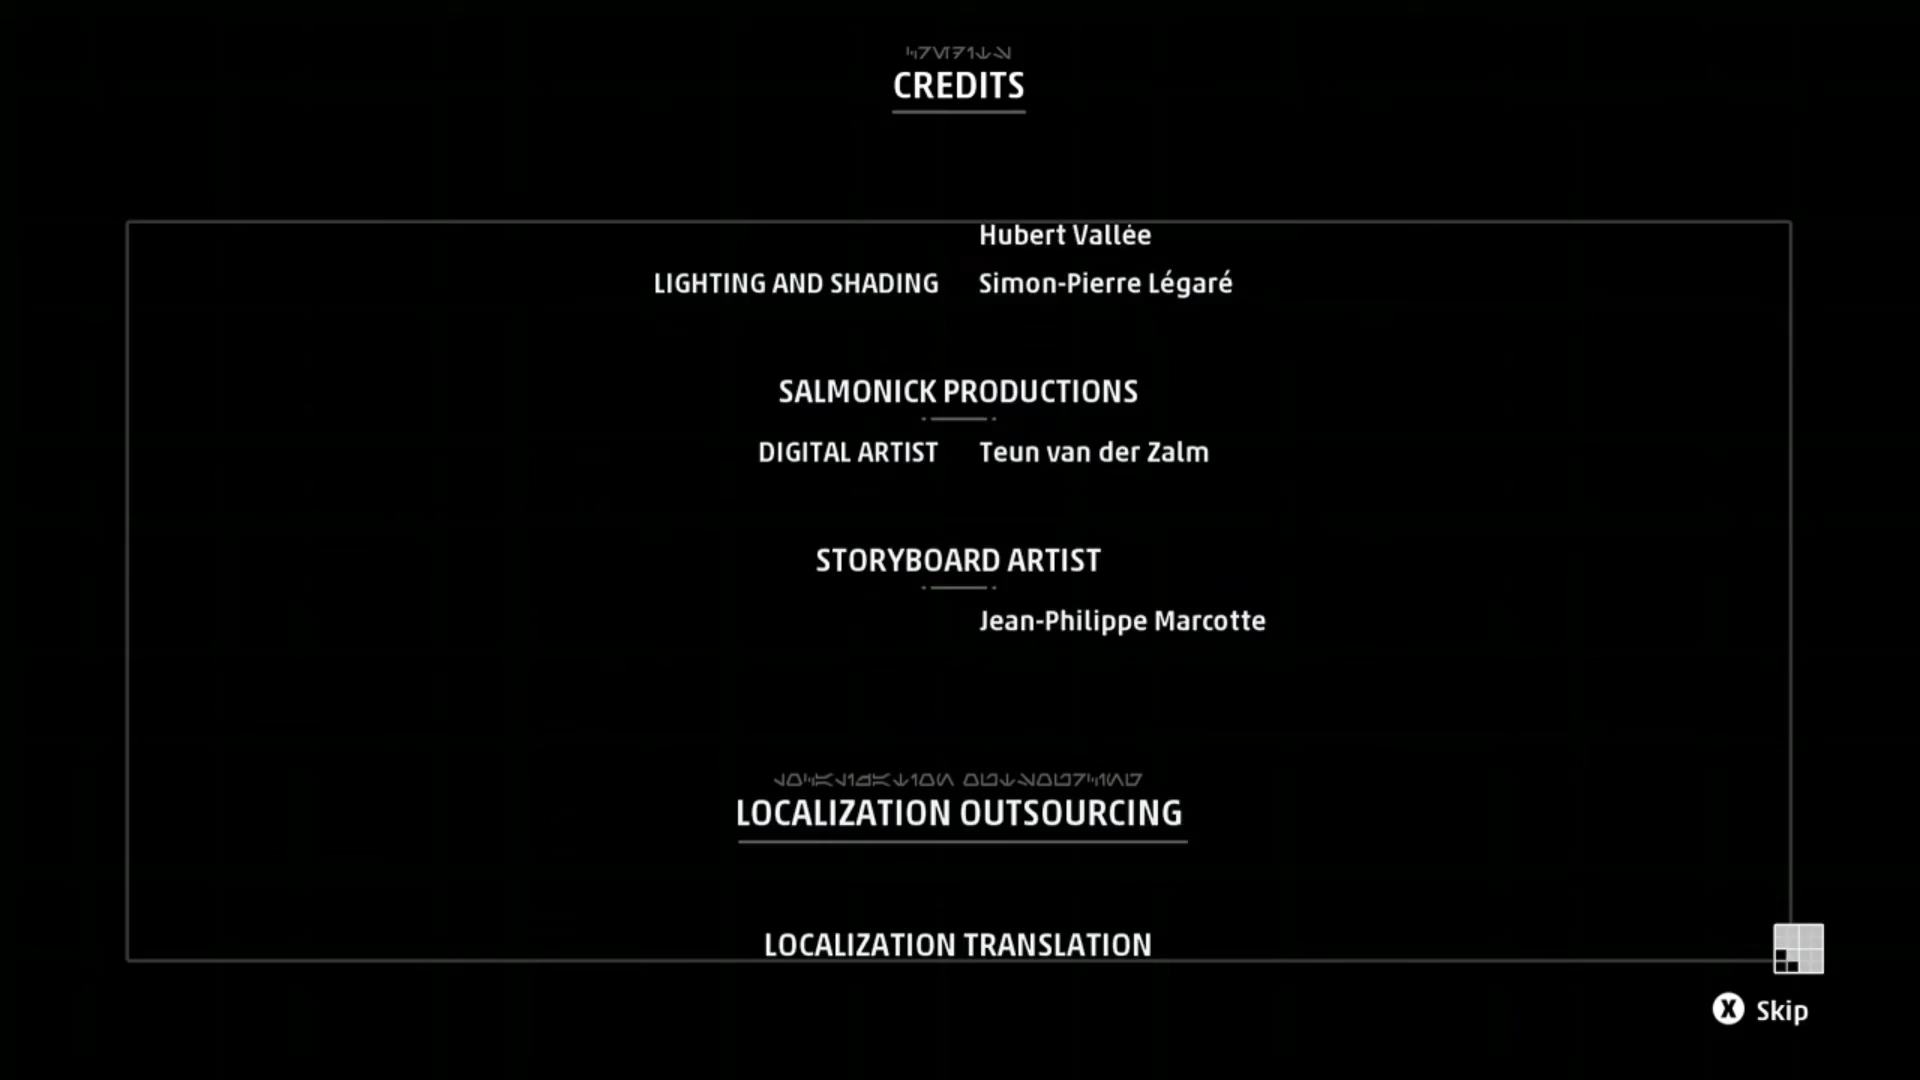 CREDITS
Hubert Vallée
LIGHTING AND SHADING Simon-Pierre Légaré
SALMONICK PRODUCTIONS
DIGITAL ARTIST Teun van der Zalm
STORYBOARD ARTIST
Jean-Philippe Marcotte
LOCALIZATION OUTSOURCING
LOCALIZATION TRANSLATION
X Skip